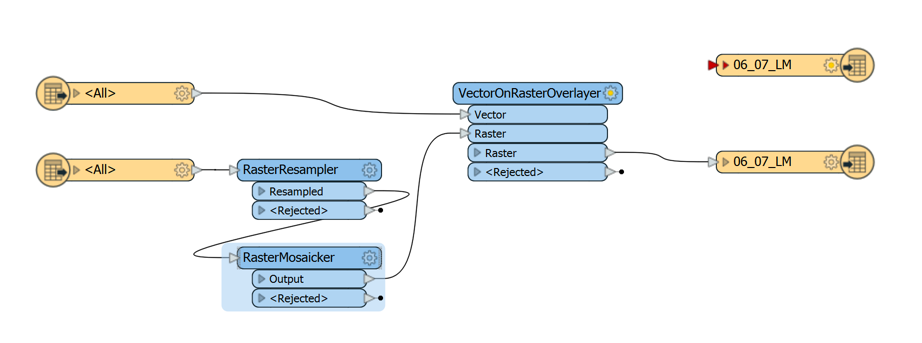 06_07_LM
<All>
VectorOnRasterOverlayer
Vector
Raster
Raster
<Rejected>
06_07_LM
<All>
RasterResampler
Resampled
<Rejected>
RasterMosaicker
Output
<Rejected>